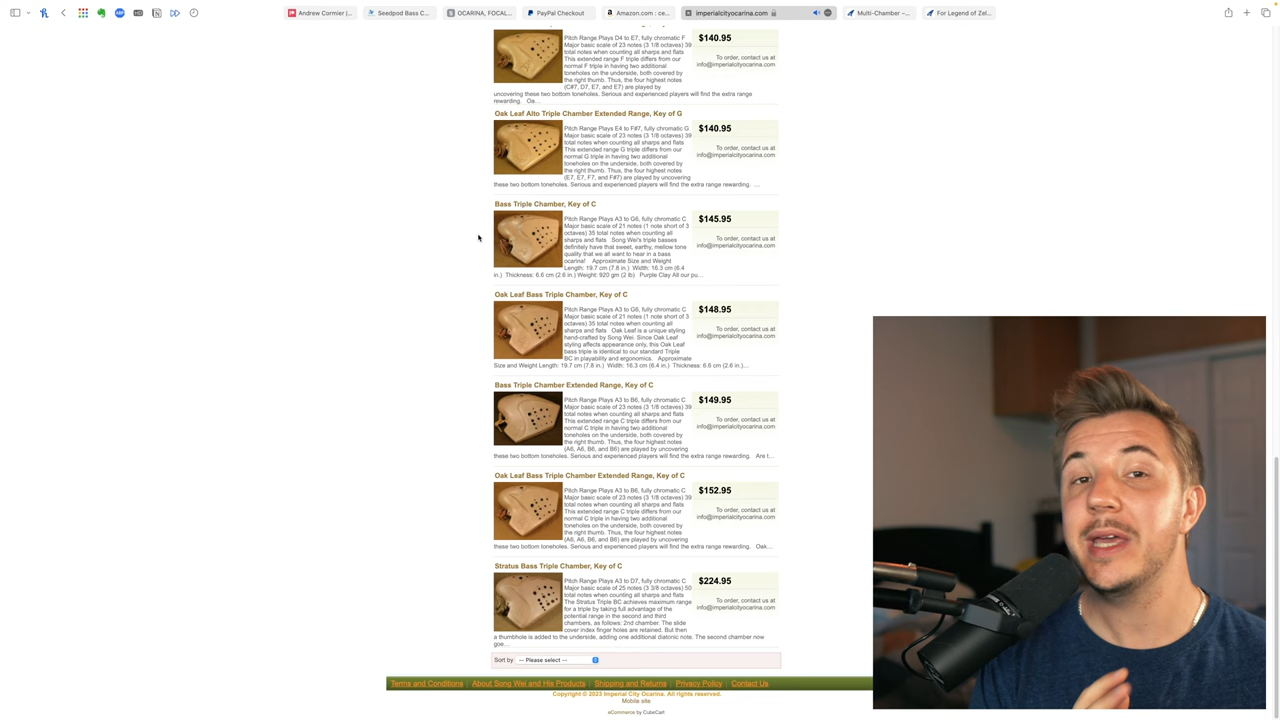 Andrew Cormier |...
Seedpod Bass C...
OCARINA, FOCAL...
PayPal Checkout
Amazon.com : ce...
imperialcityocarina.com
Multi-Chamber –...
For Legend of Zel...
Pitch Range Plays D4 to E7, fully chromatic F
Major basic scale of 23 notes (3 1/8 octaves) 39
total notes when counting all sharps and flats
This extended range F triple differs from our
normal F triple in having two additional
toneholes on the underside, both covered by
the right thumb. Thus, the four highest notes
(C#7, D7, E7, and E7) are played by
uncovering these two bottom toneholes. Serious and experienced players will find the extra range
rewarding. Oa...
$140.95
To order, contact us at
info@imperialcityocarina.com
Oak Leaf Alto Triple Chamber Extended Range, Key of G
Pitch Range Plays E4 to F#7, fully chromatic G
Major basic scale of 23 notes (3 1/8 octaves) 39
total notes when counting all sharps and flats
This extended range G triple differs from our
normal G triple in having two additional
toneholes on the underside, both covered by
the right thumb. Thus, the four highest notes
(E7, E7, F7, and F#7) are played by uncovering
these two bottom toneholes. Serious and experienced players will find the extra range rewarding. ...
$140.95
To order, contact us at
info@imperialcityocarina.com
Bass Triple Chamber, Key of C
Pitch Range Plays A3 to G6, fully chromatic C
Major basic scale of 21 notes (1 note short of 3
octaves) 35 total notes when counting all
sharps and flats Song Wei's triple basses
definitely have that sweet, earthy, mellow tone
quality that we all want to hear in a bass
ocarina! Approximate Size and Weight
Length: 19.7 cm (7.8 in.) Width: 16.3 cm (6.4
in.) Thickness: 6.6 cm (2.6 in.) Weight: 920 gm (2 lb) Purple Clay All our pu...
$145.95
To order, contact us at
info@imperialcityocarina.com
Oak Leaf Bass Triple Chamber, Key of C
Pitch Range Plays A3 to G6, fully chromatic C
Major basic scale of 21 notes (1 note short of 3
octaves) 35 total notes when counting all
sharps and flats Oak Leaf is a unique styling
hand-crafted by Song Wei. Since Oak Leaf
styling affects appearance only, this Oak Leaf
bass triple is identical to our standard Triple
BC in playability and ergonomics. Approximate
Size and Weight Length: 19.7 cm (7.8 in.) Width: 16.3 cm (6.4 in.) Thickness: 6.6 cm (2.6 in.)...
$148.95
To order, contact us at
info@imperialcityocarina.com
Bass Triple Chamber Extended Range, Key of C
Pitch Range Plays A3 to B6, fully chromatic C
Major basic scale of 23 notes (3 1/8 octaves) 39
total notes when counting all sharps and flats
This extended range C triple differs from our
normal C triple in having two additional
toneholes on the underside, both covered by
the right thumb. Thus, the four highest notes
(A6, A6, B6, and B6) are played by uncovering
these two bottom toneholes. Serious and experienced players will find the extra range rewarding. Are t...
$149.95
To order, contact us at
info@imperialcityocarina.com
Oak Leaf Bass Triple Chamber Extended Range, Key of C
Pitch Range Plays A3 to B6, fully chromatic C
Major basic scale of 23 notes (3 1/8 octaves) 39
total notes when counting all sharps and flats
This extended range C triple differs from our
normal C triple in having two additional
toneholes on the underside, both covered by
the right thumb. Thus, the four highest notes
(A6, A6, B6, and B6) are played by uncovering
these two bottom toneholes. Serious and experienced players will find the extra range rewarding. Oak...
$152.95
To order, contact us at
info@imperialcityocarina.com
Stratus Bass Triple Chamber, Key of C
Pitch Range Plays A3 to D7, fully chromatic C
Major basic scale of 25 notes (3 3/8 octaves) 50
total notes when counting all sharps and flats
The Stratus Triple BC achieves maximum range
for a triple by taking full advantage of the
potential range in the second and third
chambers, as follows: 2nd chamber. The slide
cover index finger holes are retained. But then
a thumbhole is added to the underside, adding one additional diatonic note. The second chamber now
goe...
$224.95
To order, contact us at
info@imperialcityocarina.com
Sort by -- Please select --
Terms and Conditions | About Song Wei and His Products | Shipping and Returns | Privacy Policy | Contact Us
Copyright © 2023 Imperial City Ocarina. All rights reserved.
Mobile site
eCommerce by CubeCart